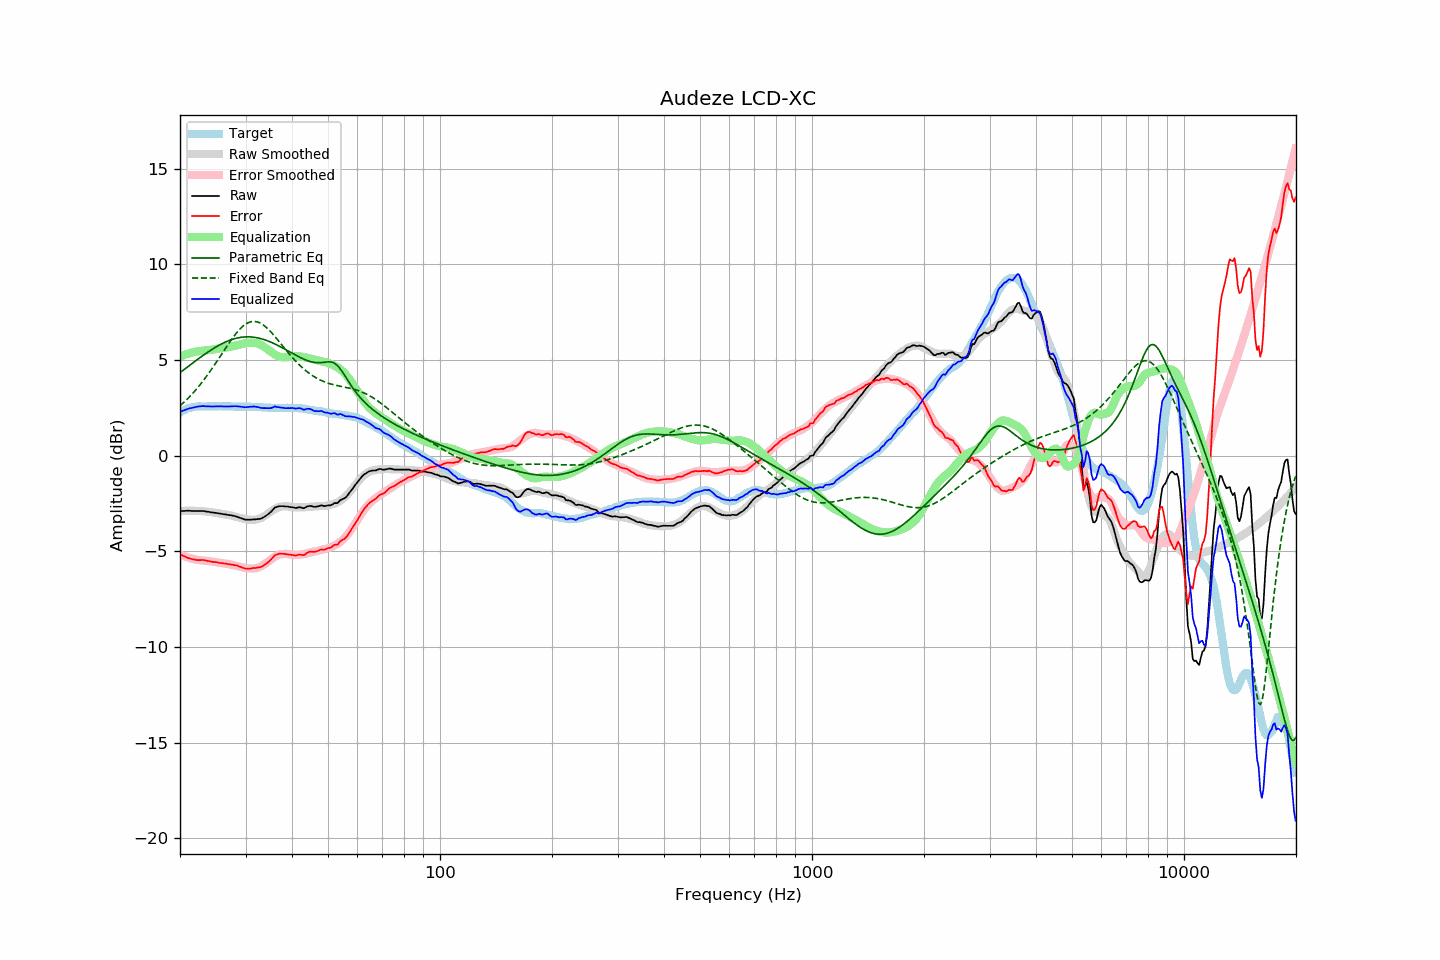 Audeze LCD-XC
Target
Raw Smoothed
Error Smoothed
Raw
Error
Equalization
Parametric Eq
Fixed Band Eq
Equalized
15
10
5
0
−5
−10
−15
−20
Amplitude (dBr)
100
1000
10000
Frequency (Hz)